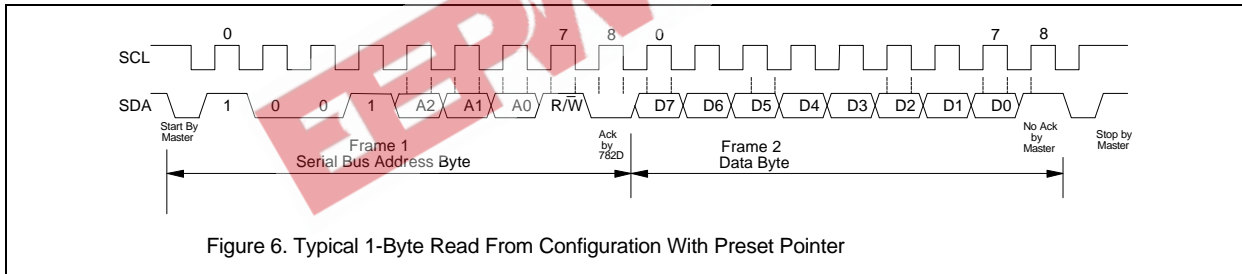 0 7 8 0 7 8
SCL
SDA 1 0 0 1 A2 A1 A0 R/W D7 D6 D5 D4 D3 D2 D1 D0
Start By
Master
Ack
by
782D
No Ack
by
Master
Stop by
Master
Frame 1
Serial Bus Address Byte
Frame 2
Data Byte
Figure 6. Typical 1-Byte Read From Configuration With Preset Pointer
EEPW